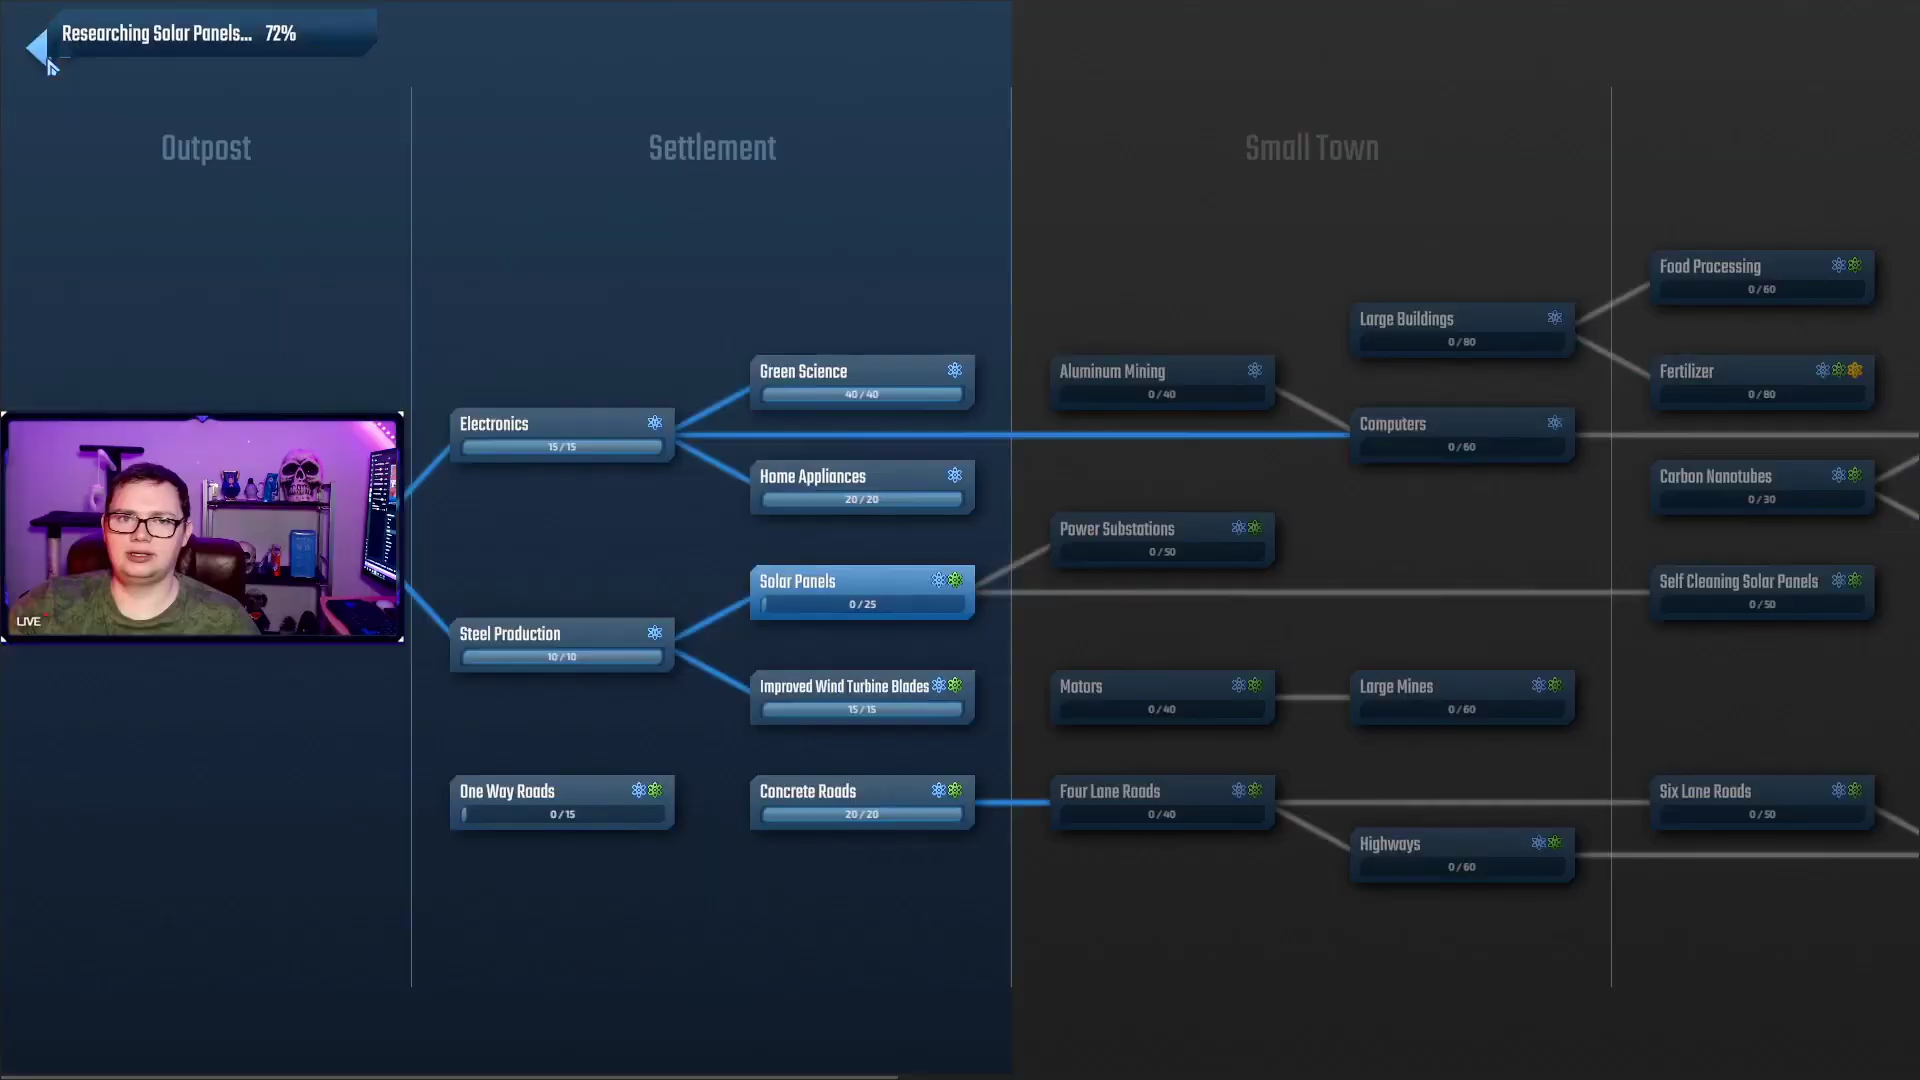 Researching Solar Panels... 72%
Outpost
Settlement
Small Town
Food Processing
0/60
Large Buildings
0/80
Green Science
40/40
Aluminum Mining
0/40
Fertilizer
0/80
Electronics
15/15
Computers
0/60
Home Appliances
20/20
Carbon Nanotubes
0/30
Power Substations
0/50
Solar Panels
0/25
Self Cleaning Solar Panels
0/50
LIVE
Steel Production
10/10
Improved Wind Turbine Blades
15/15
Motors
0/40
Large Mines
0/60
One Way Roads
0/15
Concrete Roads
20/20
Four Lane Roads
0/40
Six Lane Roads
0/50
Highways
0/60